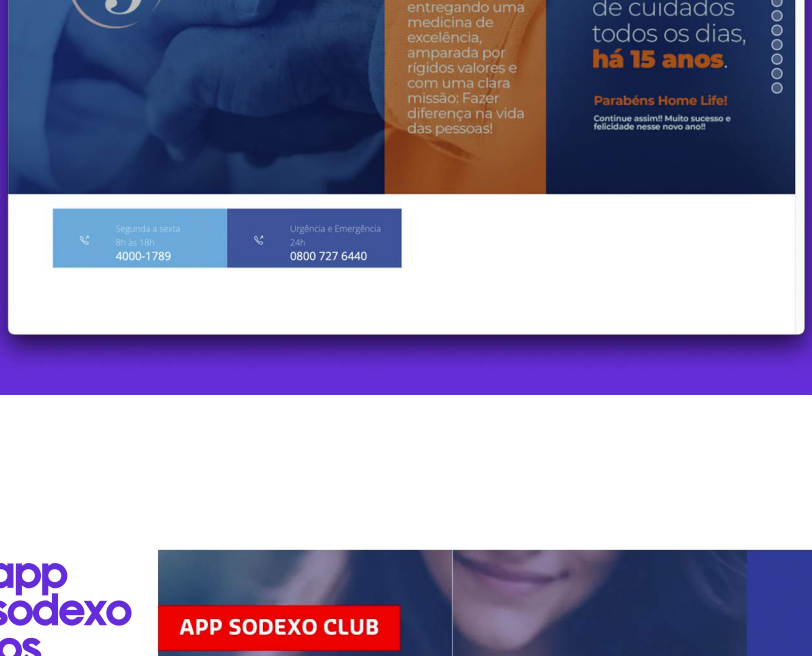 entregando uma
medicina de
excelência,
amparada por
rígidos valores e
com uma clara
missão: Fazer
diferença na vida
das pessoas!
de cuidados
todos os dias,
há 15 anos.
Parabéns Home Life!
Continue assim!! Muito sucesso e
felicidade nesse novo ano!!
Segunda a sexta
8h às 18h
4000-1789
Urgência e Emergência
24h
0800 727 6440
app
sodexo
APP SODEXO CLUB